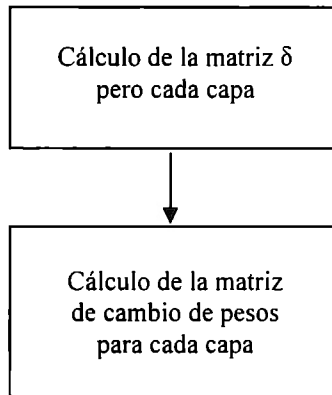 Cálculo de la matriz δ
pero cada capa
Cálculo de la matriz
de cambio de pesos
para cada capa